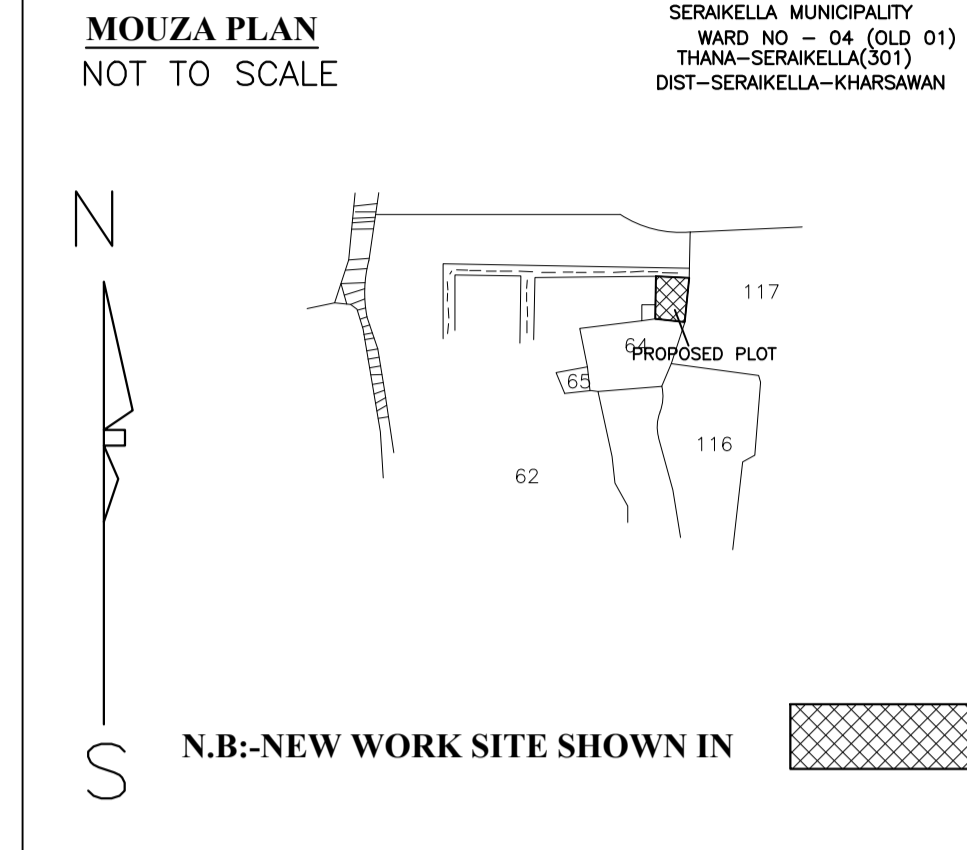 MOUZA PLAN
NOT TO SCALE
SERAIKELLA MUNICIPALITY
WARD NO - 04 (OLD 01)
THANA-SERAIKELLA(301)
DIST-SERAIKELLA-KHARSAWAN
N
117
64
PROPOSED PLOT
65
116
62
N.B:-NEW WORK SITE SHOWN IN
S